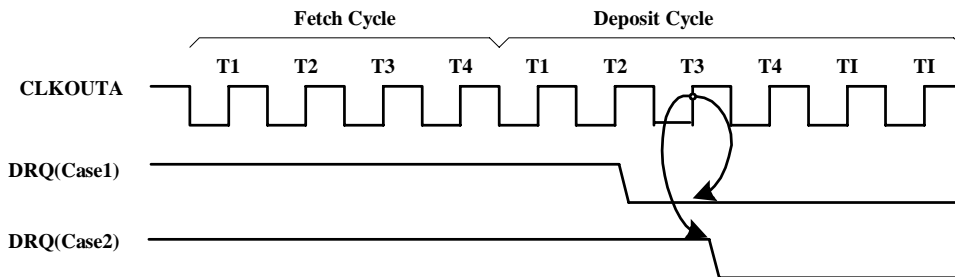 Fetch Cycle Deposit Cycle
T1 T2 T3 T4 T1 T2 T3 T4 TI TI
CLKOUTA
DRQ(Case1)
DRQ(Case2)